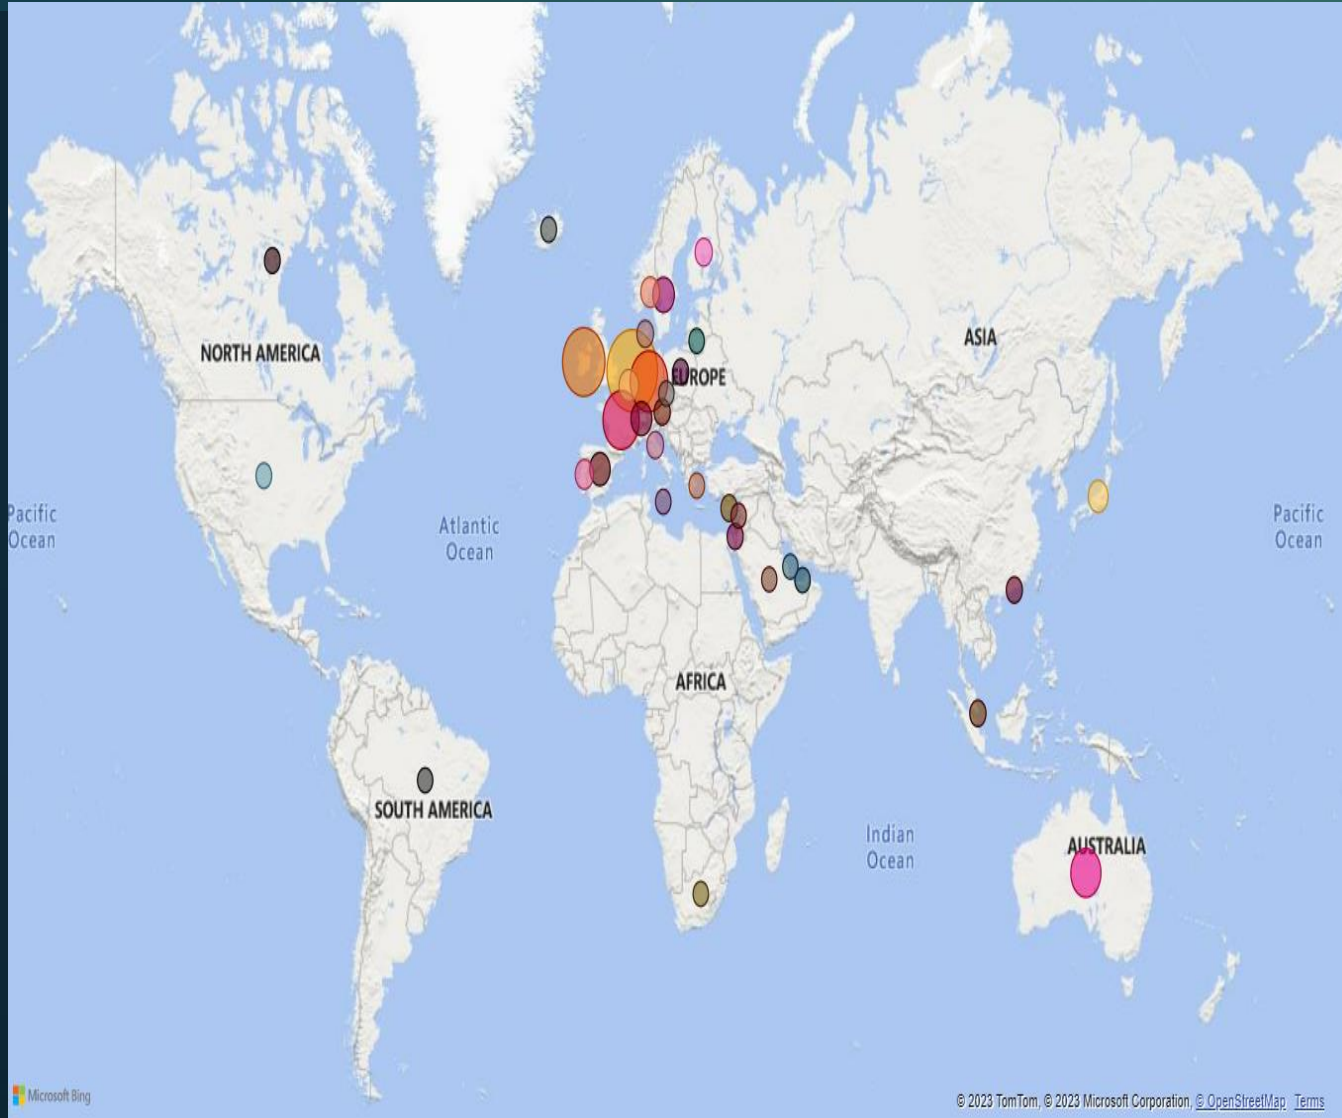 NORTH AMERICA
ASIA
EUROPE
Pacific
Ocean
Atlantic
Ocean
Pacific
Ocean
AFRICA
SOUTH AMERICA
Indian
Ocean
AUSTRALIA
Microsoft Bing
© 2023 TomTom, © 2023 Microsoft Corporation, © OpenStreetMap Terms